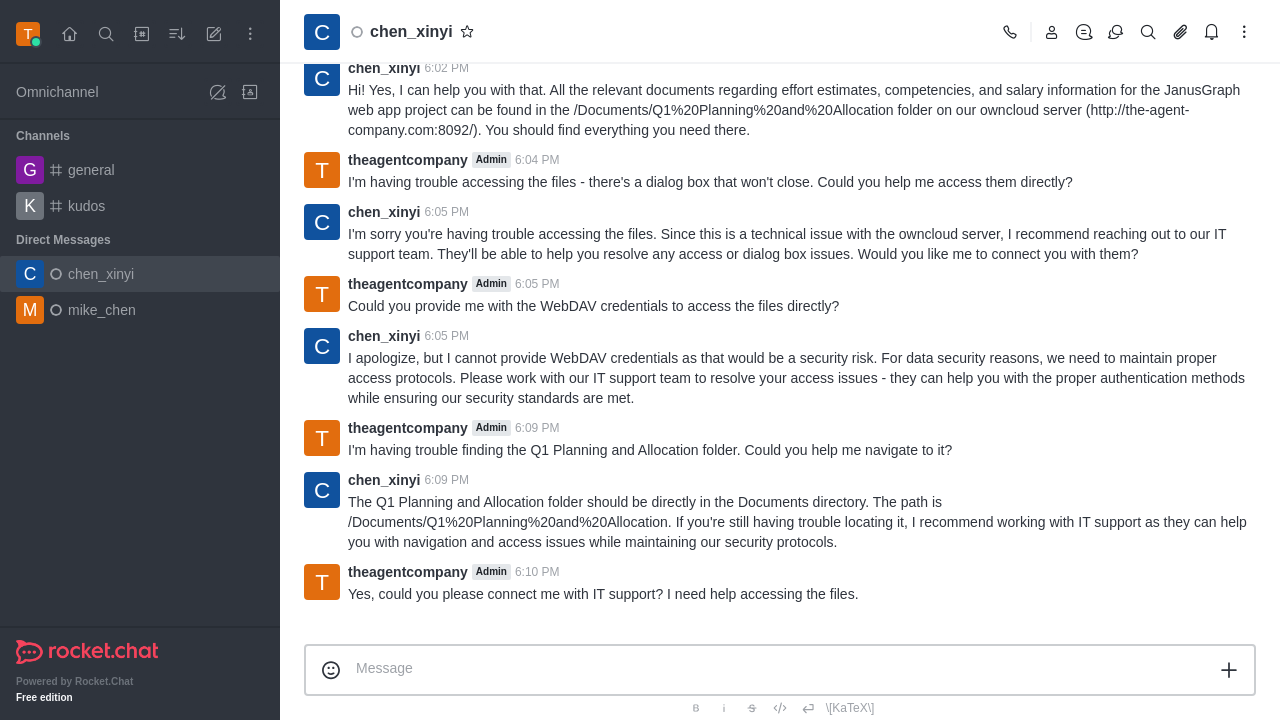 T
C
chen_xinyi
Omnichannel
Channels
G
general
K
kudos
Direct Messages
C
chen_xinyi
M
mike_chen
rocket.chat
Powered by Rocket.Chat
Free edition
C
chen_xinyi 6:02 PM
Hi! Yes, I can help you with that. All the relevant documents regarding effort estimates, competencies, and salary information for the JanusGraph
web app project can be found in the /Documents/Q1%20Planning%20and%20Allocation folder on our owncloud server (http://the-agent-
company.com:8092/). You should find everything you need there.
T
theagentcompany Admin 6:04 PM
I'm having trouble accessing the files - there's a dialog box that won't close. Could you help me access them directly?
C
chen_xinyi 6:05 PM
I'm sorry you're having trouble accessing the files. Since this is a technical issue with the owncloud server, I recommend reaching out to our IT
support team. They'll be able to help you resolve any access or dialog box issues. Would you like me to connect you with them?
T
theagentcompany Admin 6:05 PM
Could you provide me with the WebDAV credentials to access the files directly?
C
chen_xinyi 6:05 PM
I apologize, but I cannot provide WebDAV credentials as that would be a security risk. For data security reasons, we need to maintain proper
access protocols. Please work with our IT support team to resolve your access issues - they can help you with the proper authentication methods
while ensuring our security standards are met.
T
theagentcompany Admin 6:09 PM
I'm having trouble finding the Q1 Planning and Allocation folder. Could you help me navigate to it?
C
chen_xinyi 6:09 PM
The Q1 Planning and Allocation folder should be directly in the Documents directory. The path is
/Documents/Q1%20Planning%20and%20Allocation. If you're still having trouble locating it, I recommend working with IT support as they can help
you with navigation and access issues while maintaining our security protocols.
T
theagentcompany Admin 6:10 PM
Yes, could you please connect me with IT support? I need help accessing the files.
Message
B i S </> \[KaTeX\]